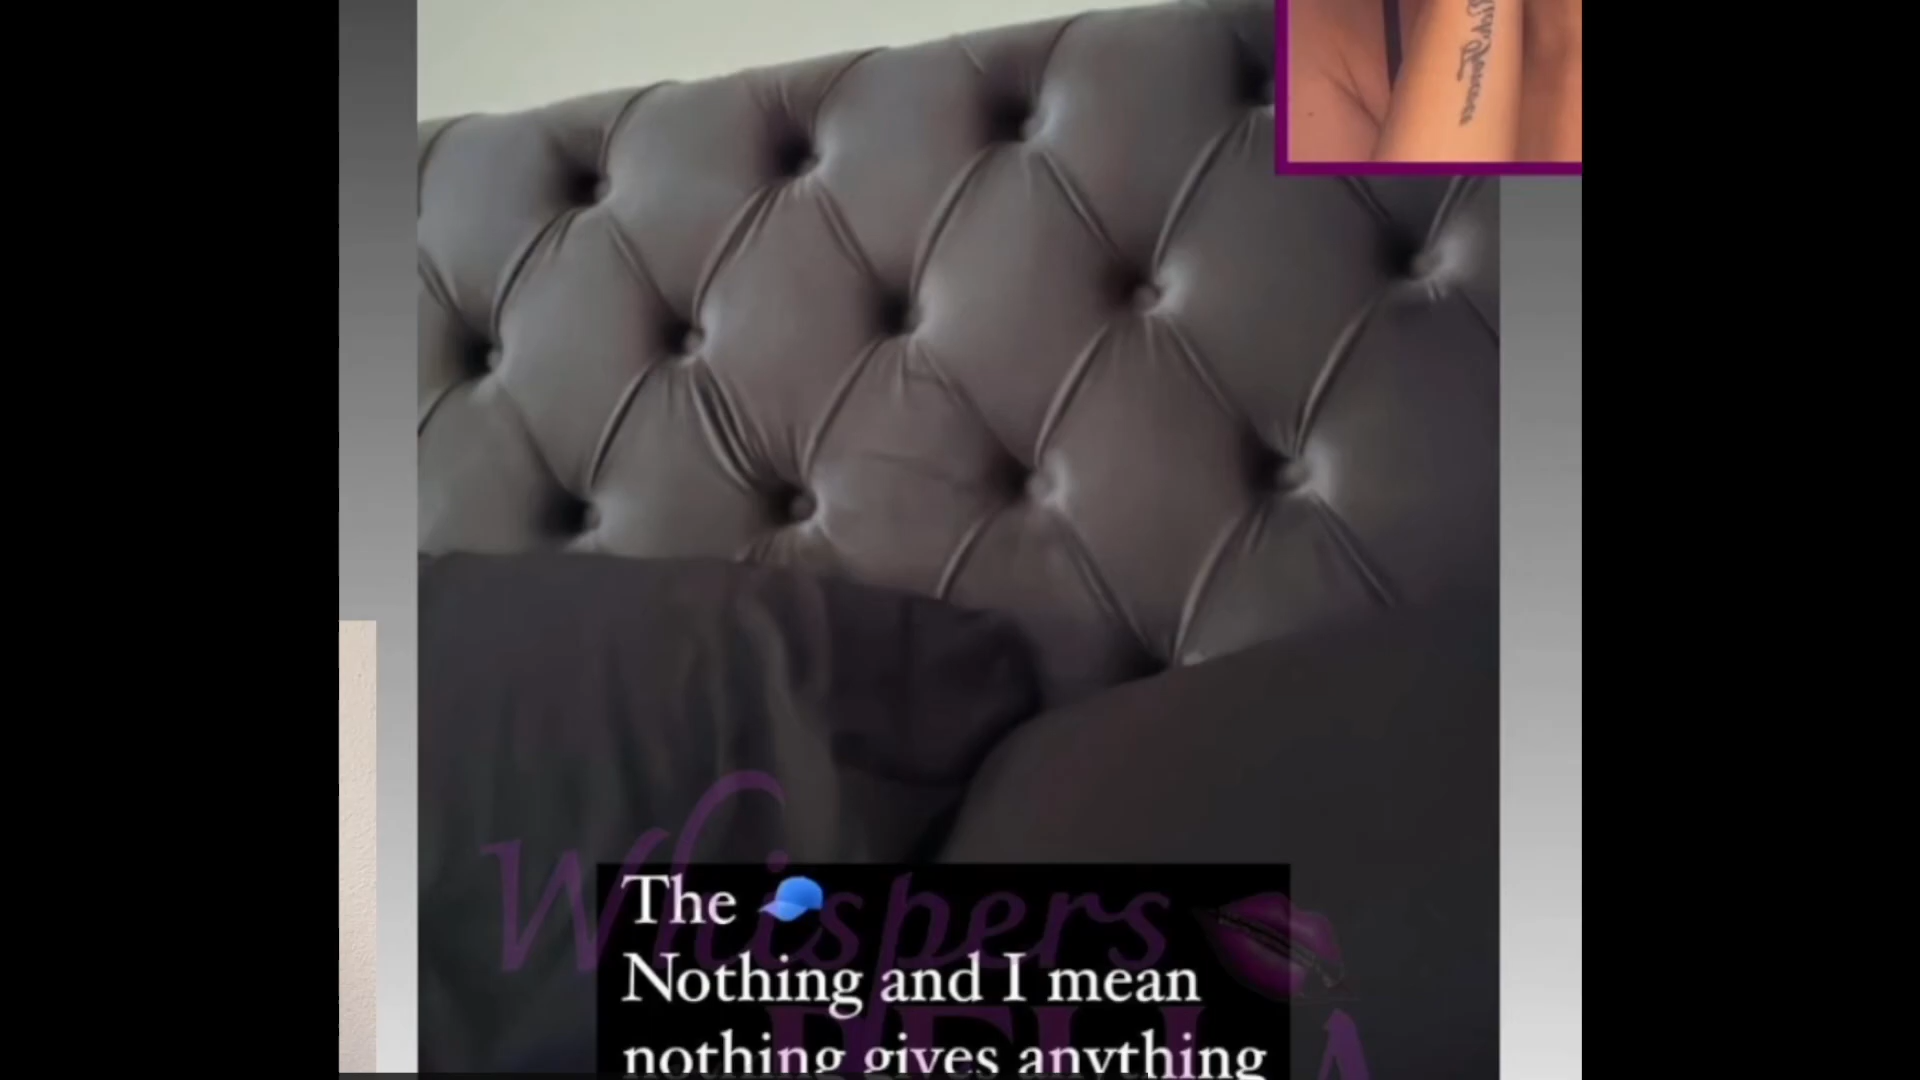 The 🧢
Nothing and I mean
nothing gives anything
Whispers